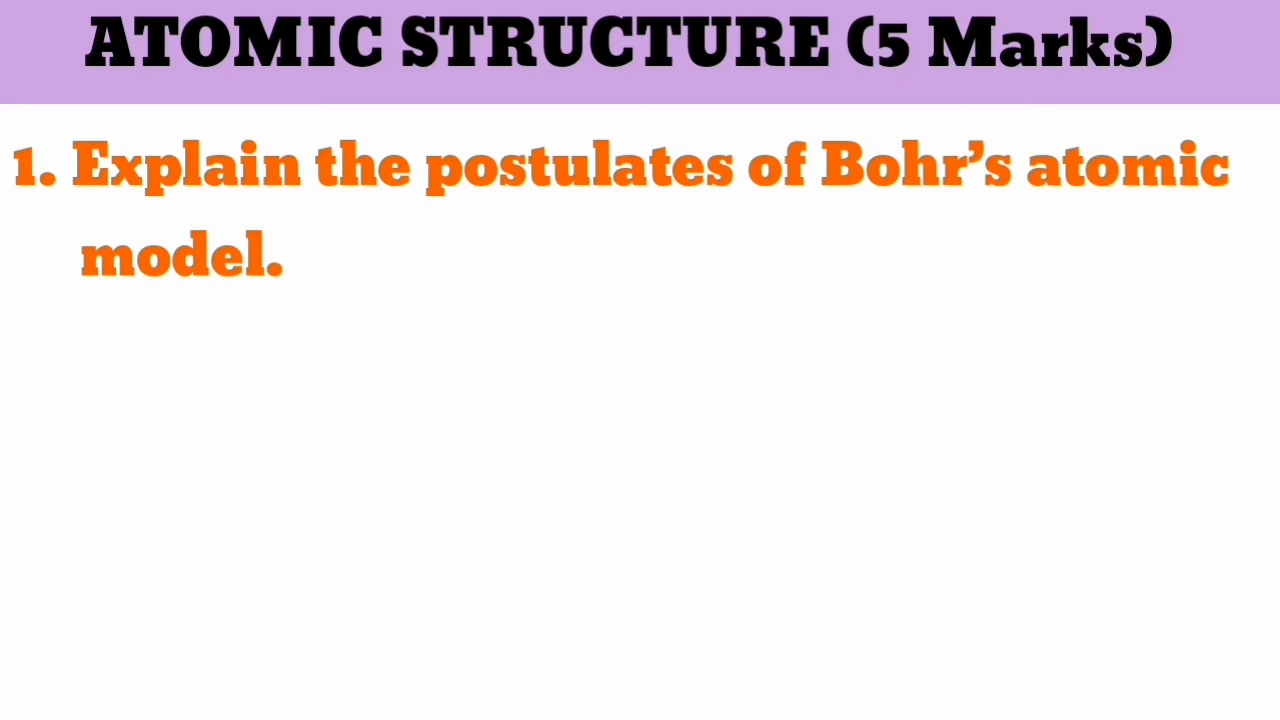 ATOMIC STRUCTURE (5 Marks)
1. Explain the postulates of Bohr’s atomic
model.